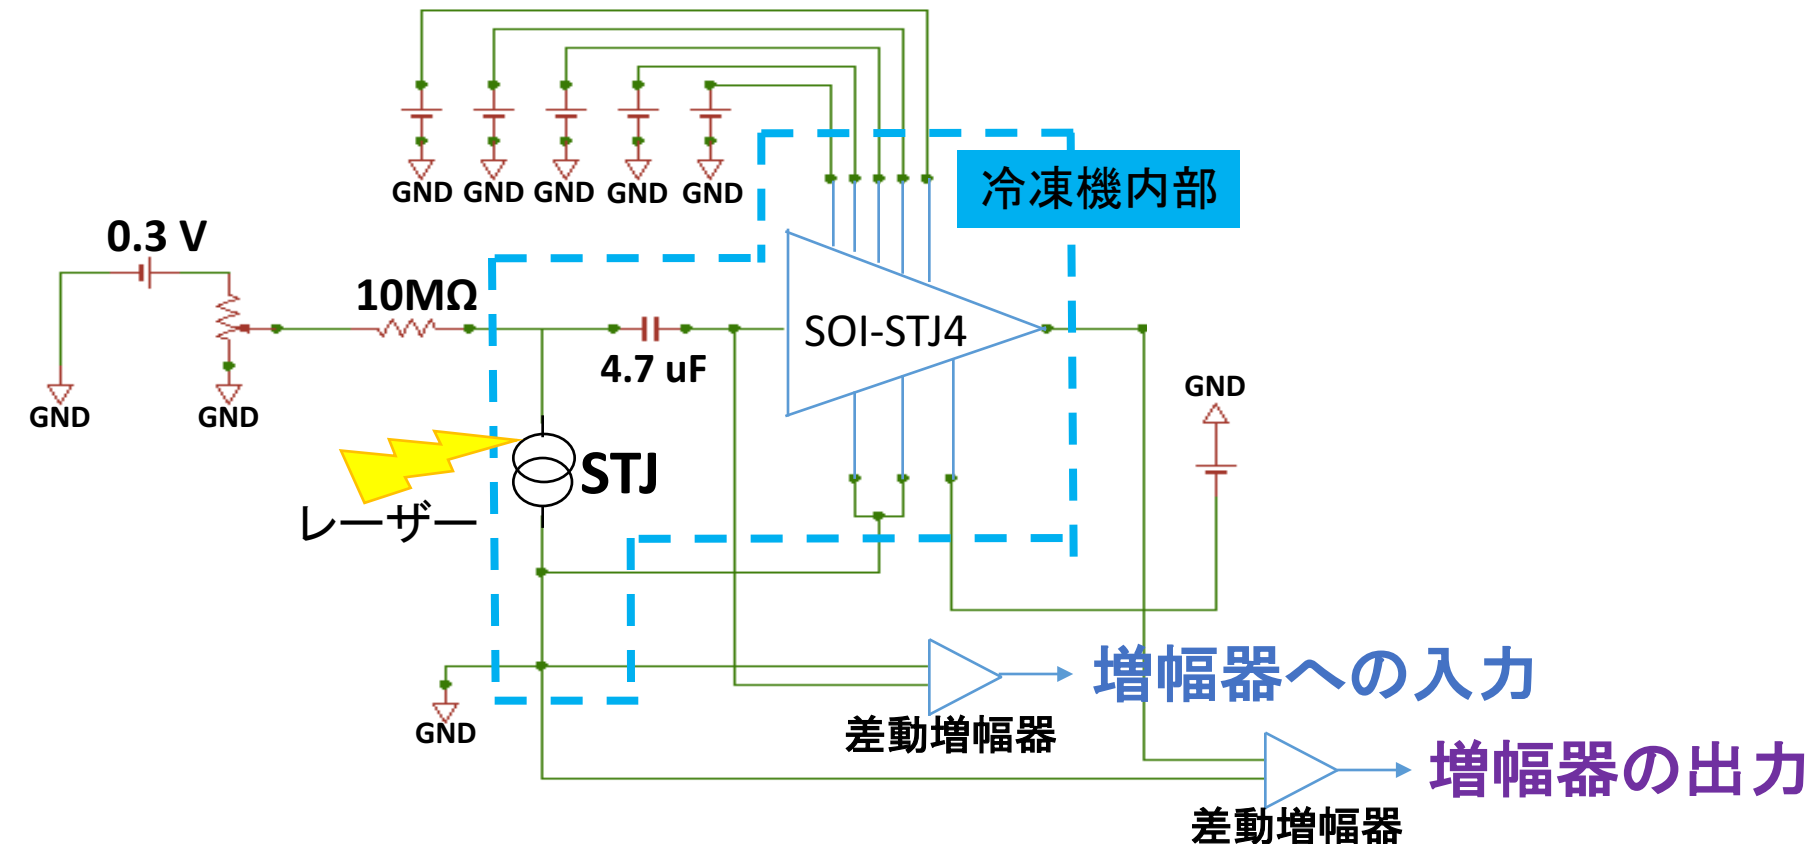 GND GND GND GND GND
冷凍機内部
0.3 V
10MΩ
SOI-STJ4
4.7 uF
GND
GND
GND
STJ
レーザー
増幅器への入力
GND
差動増幅器
増幅器の出力
差動増幅器